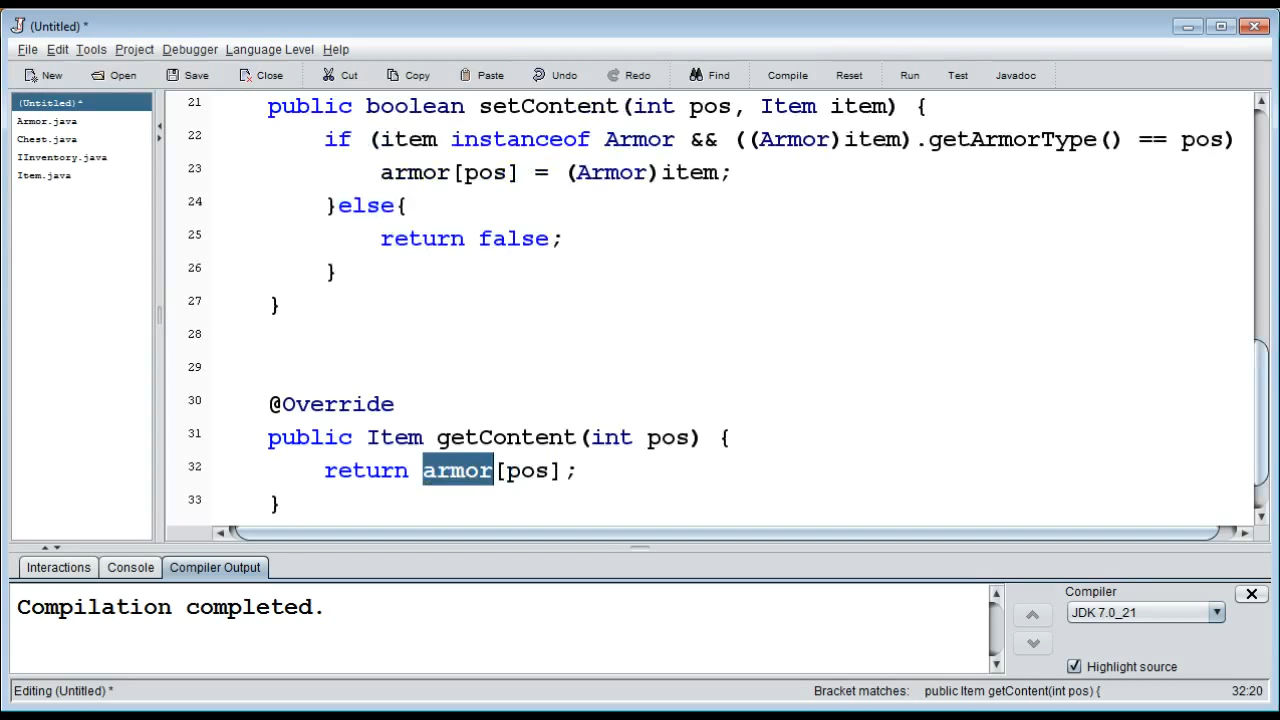 (Untitled) *
File Edit Tools Project Debugger Language Level Help
New Open Save Close Cut Copy Paste Undo Redo Find Compile Reset Run Test Javadoc
(Untitled)*
Armor.java
Chest.java
IInventory.java
Item.java
21 public boolean setContent(int pos, Item item) {
22 if (item instanceof Armor && ((Armor)item).getArmorType() == pos)
23 armor[pos] = (Armor)item;
24 }else{
25 return false;
26 }
27 }
28
29
30 @Override
31 public Item getContent(int pos) {
32 return armor[pos];
33 }
Interactions Console Compiler Output
Compilation completed.
Compiler
JDK 7.0_21
Highlight source
Editing (Untitled) * Bracket matches: public Item getContent(int pos) { 32:20